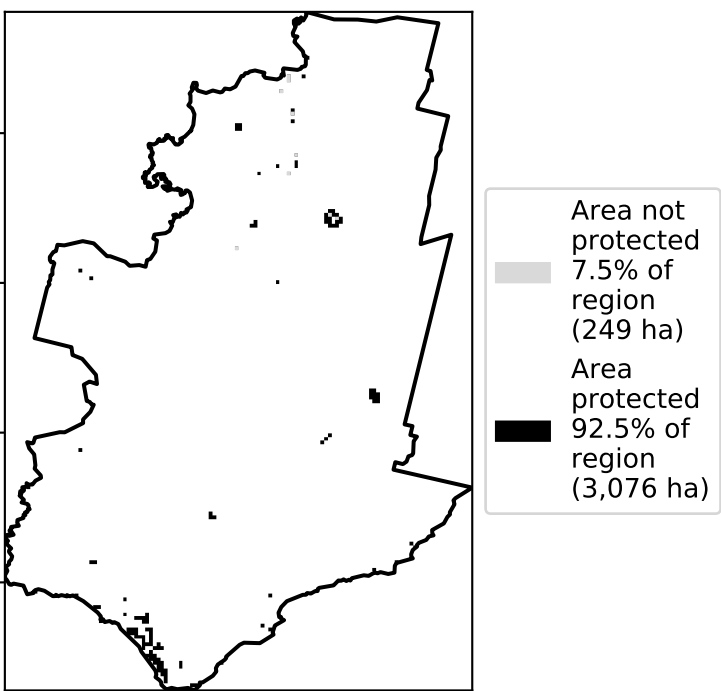 Area not
protected
7.5% of
region
(249 ha)
Area
protected
92.5% of
region
(3,076 ha)